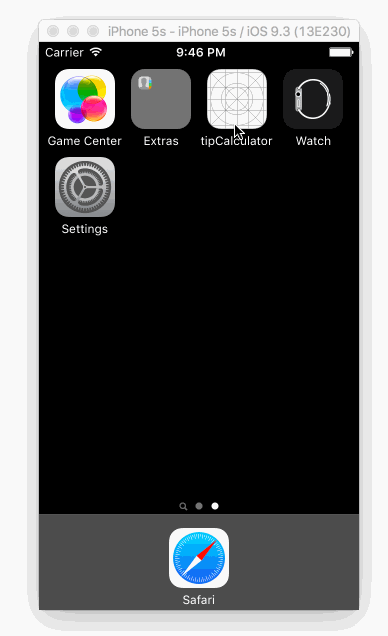 iPhone 5s - iPhone 5s / iOS 9.3 (13E230)
Carrier 9:46 PM
Game Center Extras tipCalculator Watch
Settings
Safari